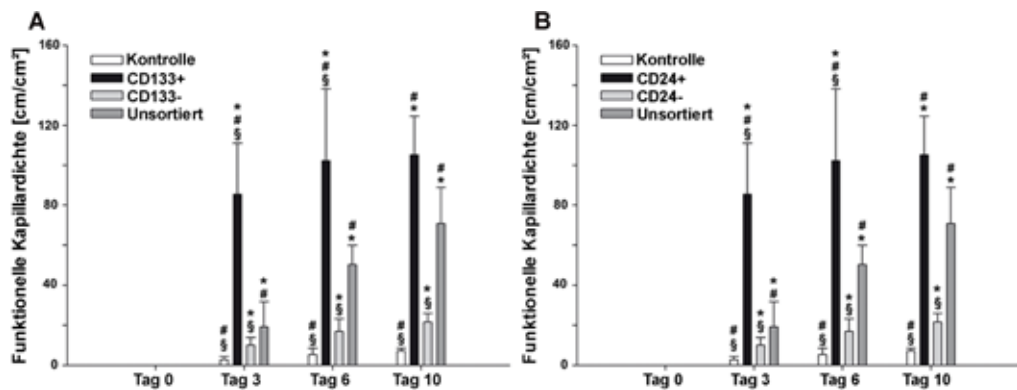 A
B
Funktionelle Kapillardichte [cm/cm²]
160
120
80
40
0
Kontrolle
CD133+
CD133-
Unsortiert
# §
* # §
* §
* #
# §
* # §
* §
# *
# §
# *
* §
# *
Tag 0
Tag 3
Tag 6
Tag 10
Funktionelle Kapillardichte [cm/cm²]
160
120
80
40
0
Kontrolle
CD24+
CD24-
Unsortiert
# §
* # §
* §
* #
# §
* # §
* §
# *
# §
# *
* §
# *
Tag 0
Tag 3
Tag 6
Tag 10